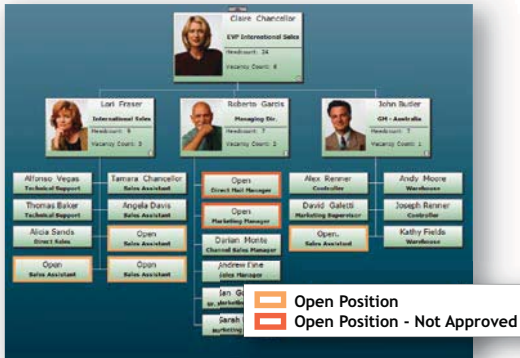 Claire Chancellor
EVP International Sales
Headcount: 24
Vacancy Count: 6
Lori Fraser
International Sales
Headcount: 9
Vacancy Count: 3
Roberto Garcis
Managing Dir.
Headcount: 7
Vacancy Count: 2
John Butler
GM - Australia
Headcount: 7
Vacancy Count: 1
Alfonso Vegas
Technical Support
Tamara Chancellor
Sales Assistant
Thomas Baker
Technical Support
Angela Davis
Sales Assistant
Alicia Sands
Direct Sales
Open
Sales Assistant
Open
Sales Assistant
Open
Sales Assistant
Open
Direct Mail Manager
Open
Marketing Manager
Dorian Monte
Channel Sales Manager
Andrew Eine
Sales Manager
Ian
Sarah
Alex Renner
Controller
Andy Moore
Warehouse
David Galetti
Marketing Supervisor
Joseph Renner
Controller
Open.
Sales Assistant
Kathy Fields
Warehouse
Open Position
Open Position - Not Approved